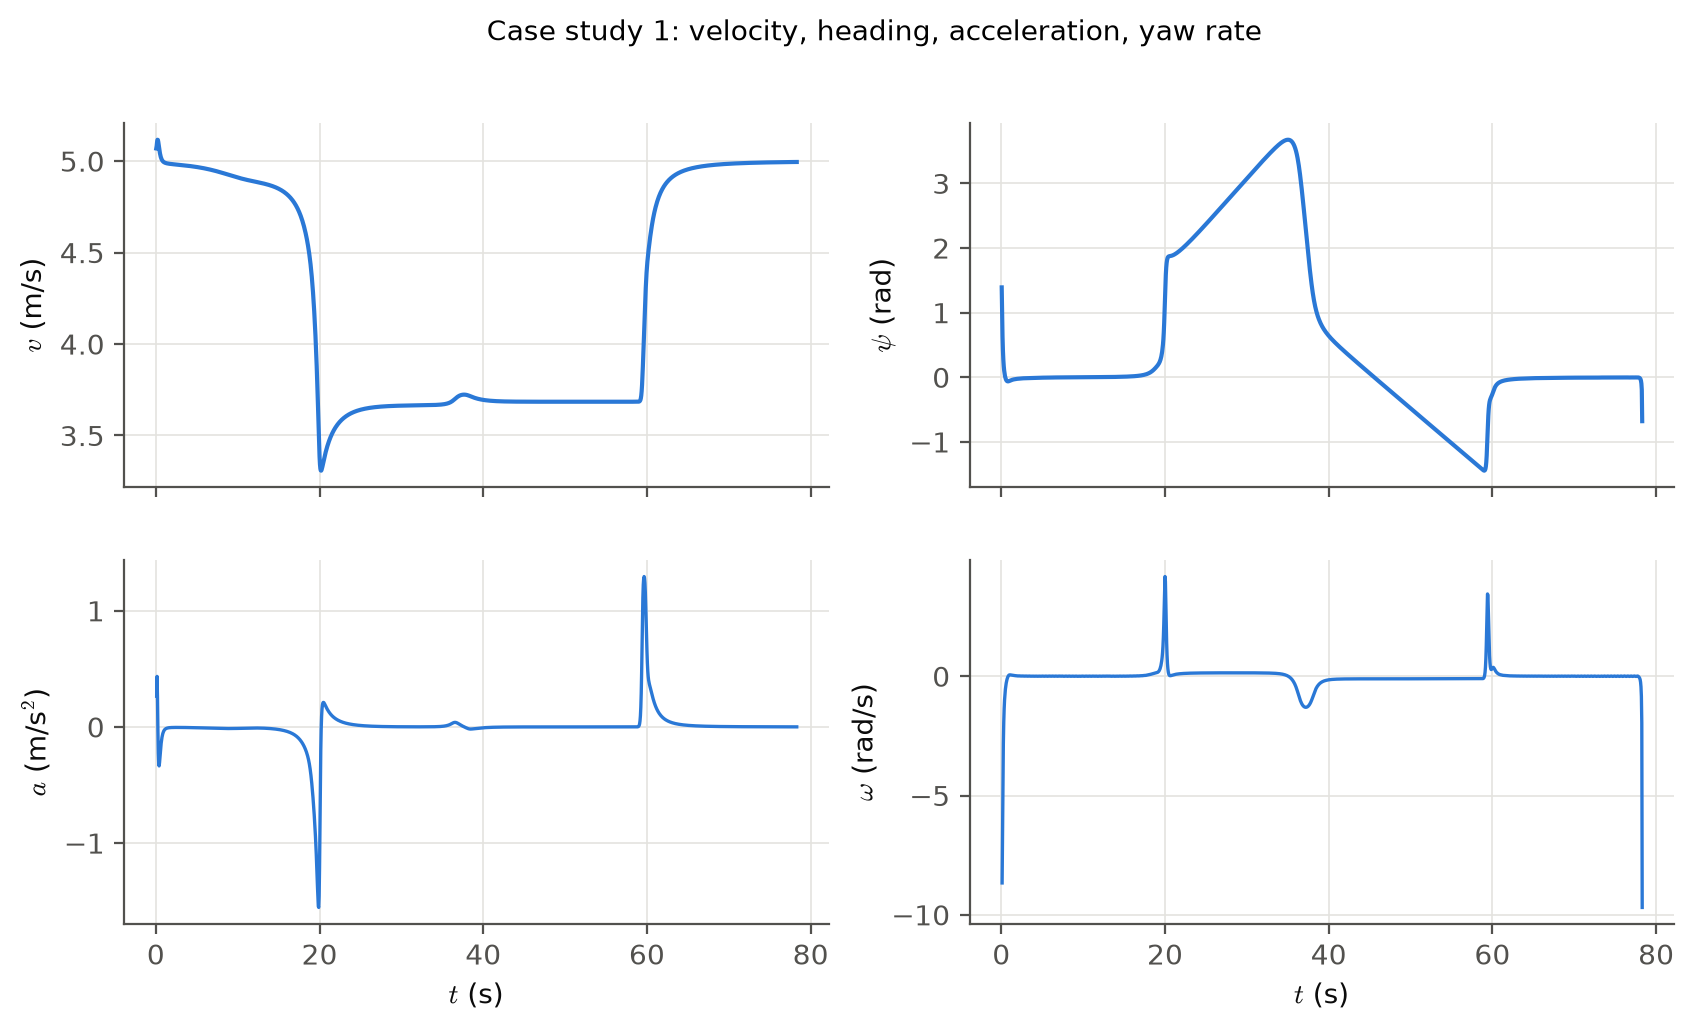 Case study 1: velocity, heading, acceleration, yaw rate
v (m/s)
5.0
4.5
4.0
3.5
ψ (rad)
3
2
1
0
−1
a (m/s²)
1
0
−1
0 20 40 60 80
t (s)
ω (rad/s)
0
−5
−10
0 20 40 60 80
t (s)